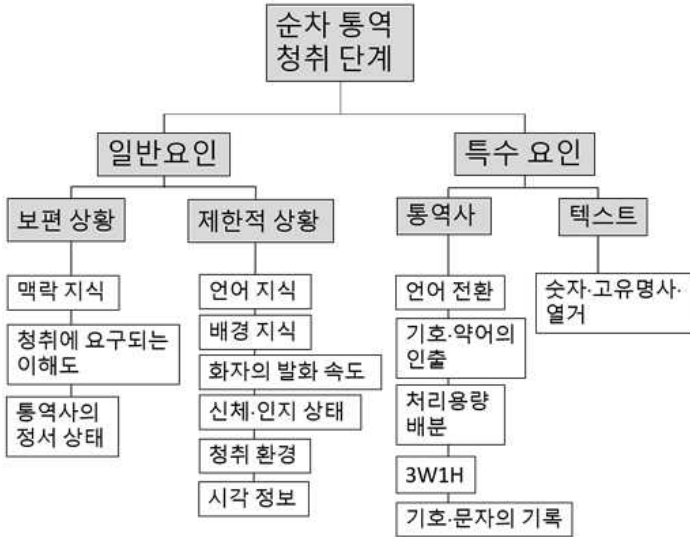 순차 통역
청취 단계
일반요인
특수 요인
보편 상황
제한적 상황
통역사
텍스트
맥락 지식
청취에 요구되는
이해도
통역사의
정서 상태
언어 지식
배경 지식
화자의 발화 속도
신체·인지 상태
청취 환경
시각 정보
언어 전환
기호·약어의
인출
처리용량
배분
3W1H
기호·문자의 기록
숫자·고유명사·
열거